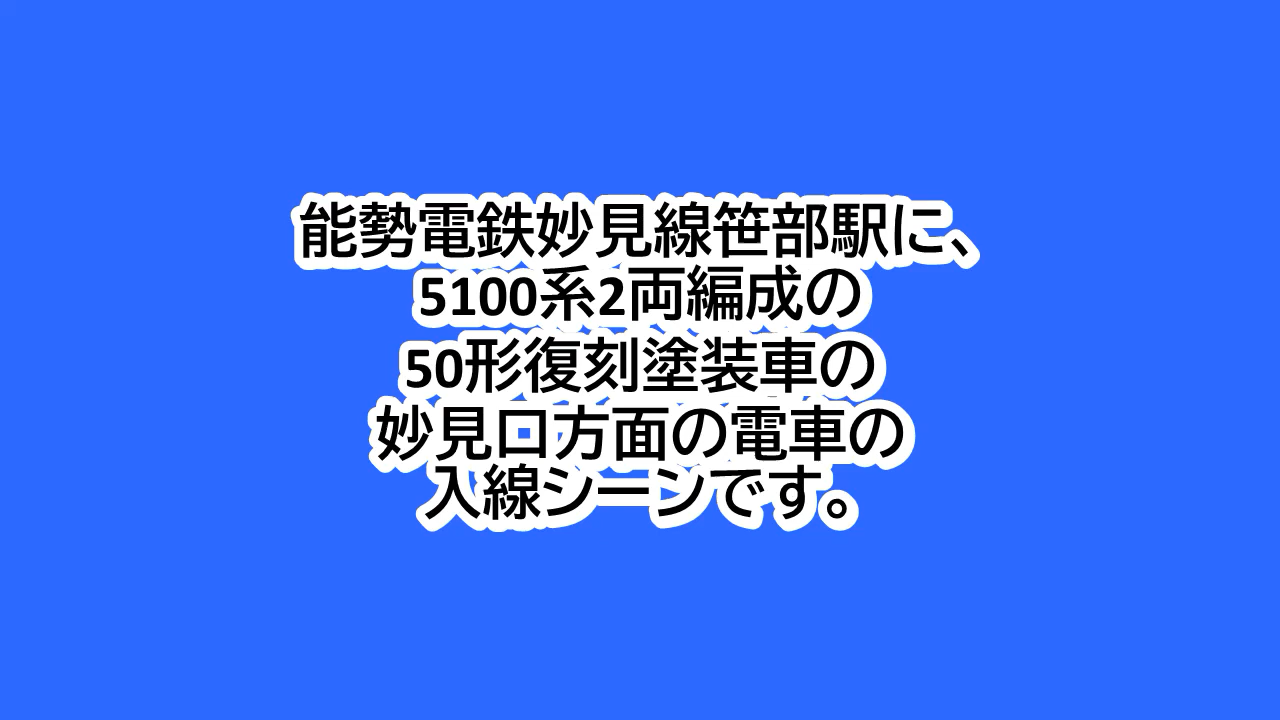 能勢電鉄妙見線笹部駅に、
5100系2両編成の
50形復刻塗装車の
妙見口方面の電車の
入線シーンです。